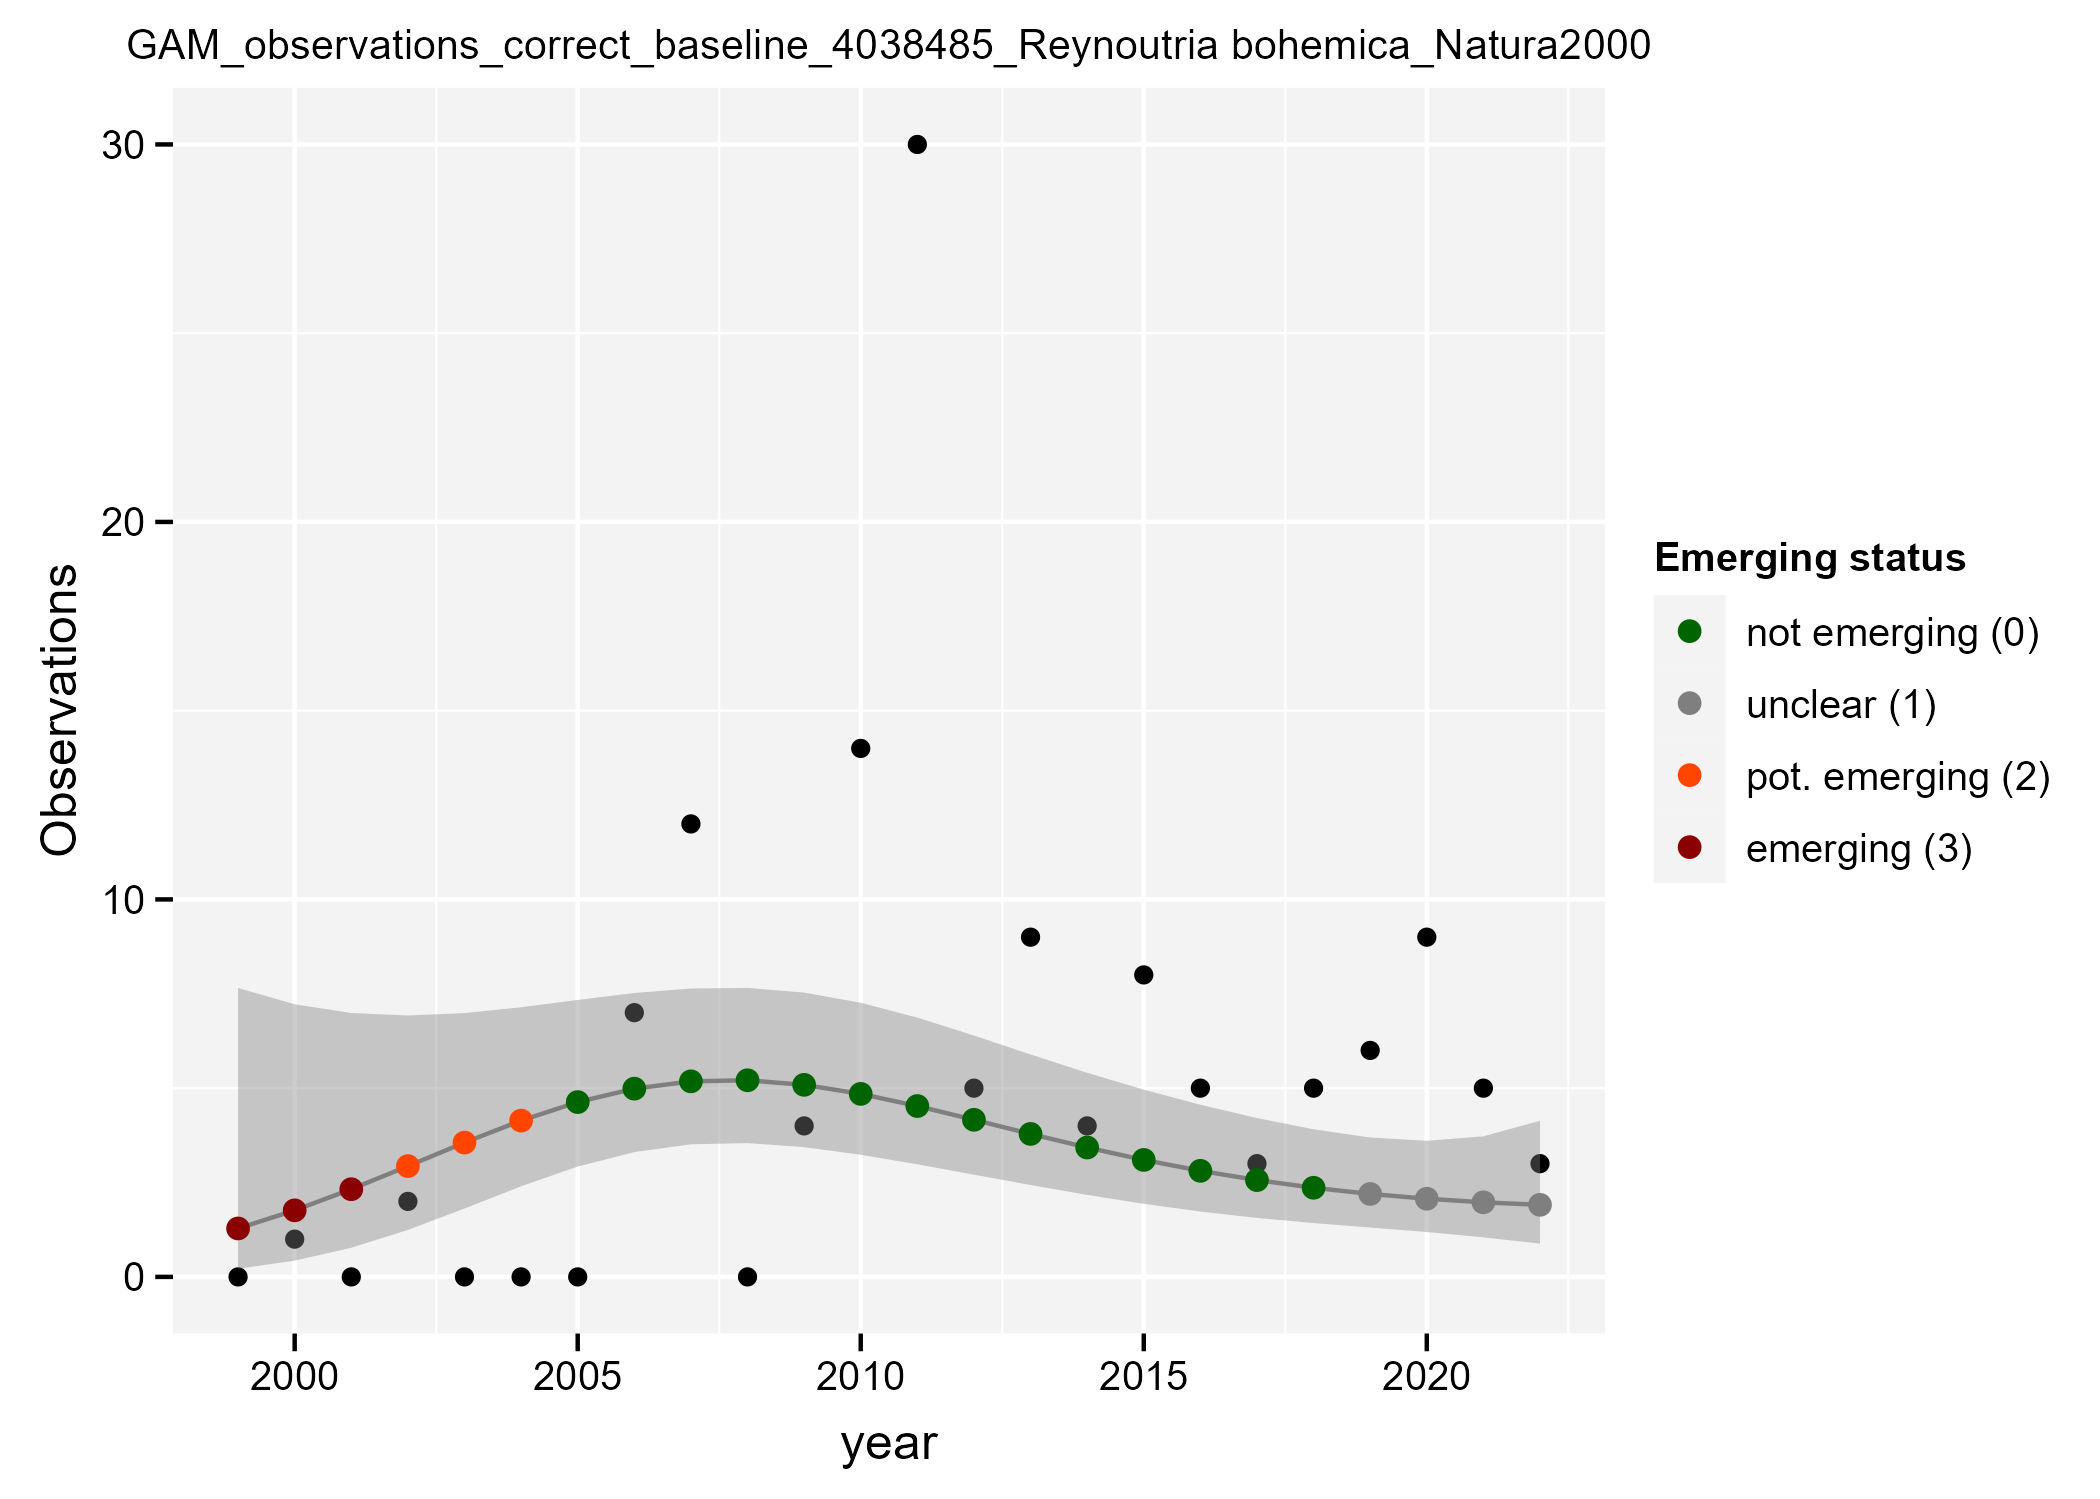 GAM_observations_correct_baseline_4038485_Reynoutria bohemica_Natura2000
30
20
10
0
Observations
2000 2005 2010 2015 2020
year
Emerging status
not emerging (0)
unclear (1)
pot. emerging (2)
emerging (3)